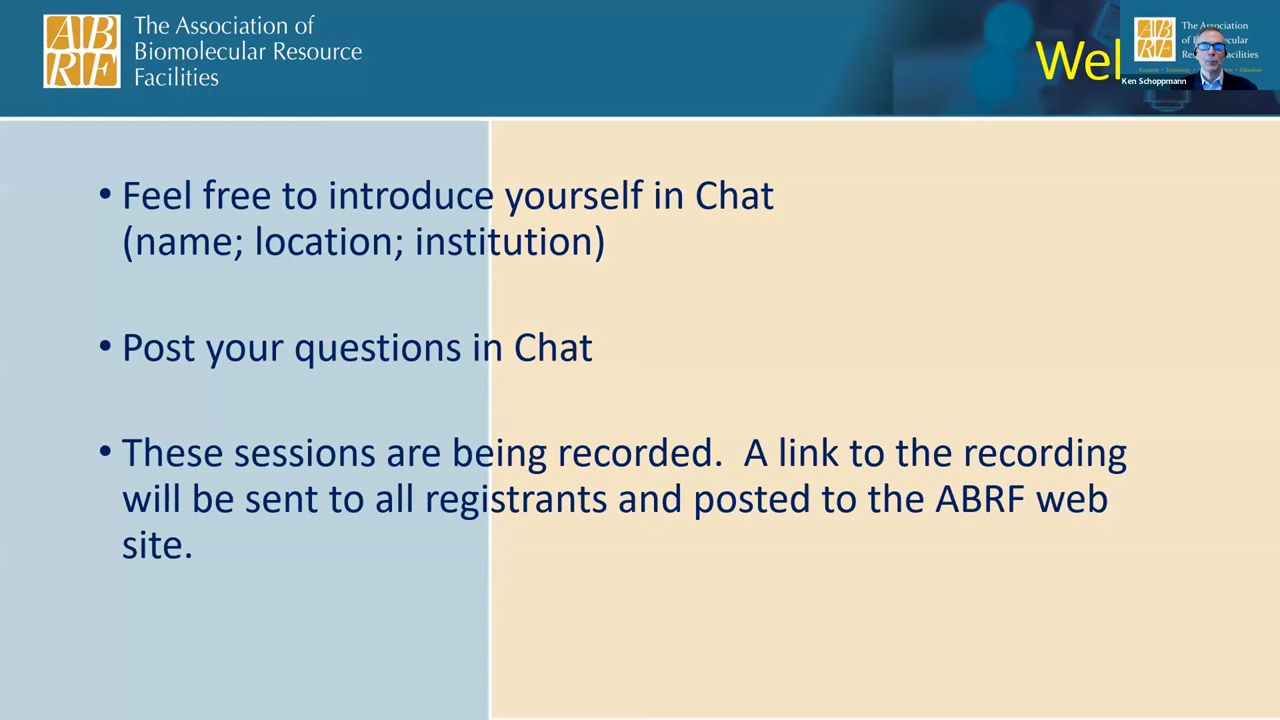 The Association of
Biomolecular Resource
Facilities
Wel
The Association
Ken Schoppmann
• Feel free to introduce yourself in Chat
(name; location; institution)
• Post your questions in Chat
• These sessions are being recorded. A link to the recording
will be sent to all registrants and posted to the ABRF web
site.